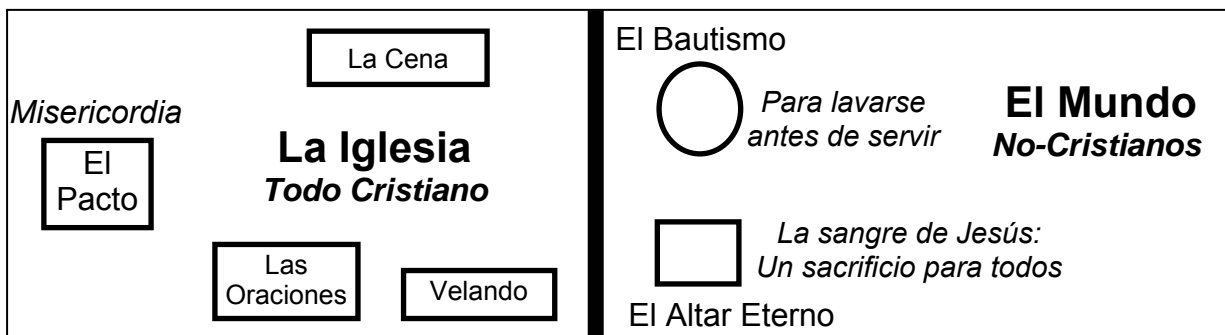 La Cena
Misericordia
El
Pacto
La Iglesia
Todo Cristiano
Las
Oraciones
Velando
El Bautismo
Para lavarse
antes de servir
El Mundo
No-Cristianos
La sangre de Jesús:
Un sacrificio para todos
El Altar Eterno